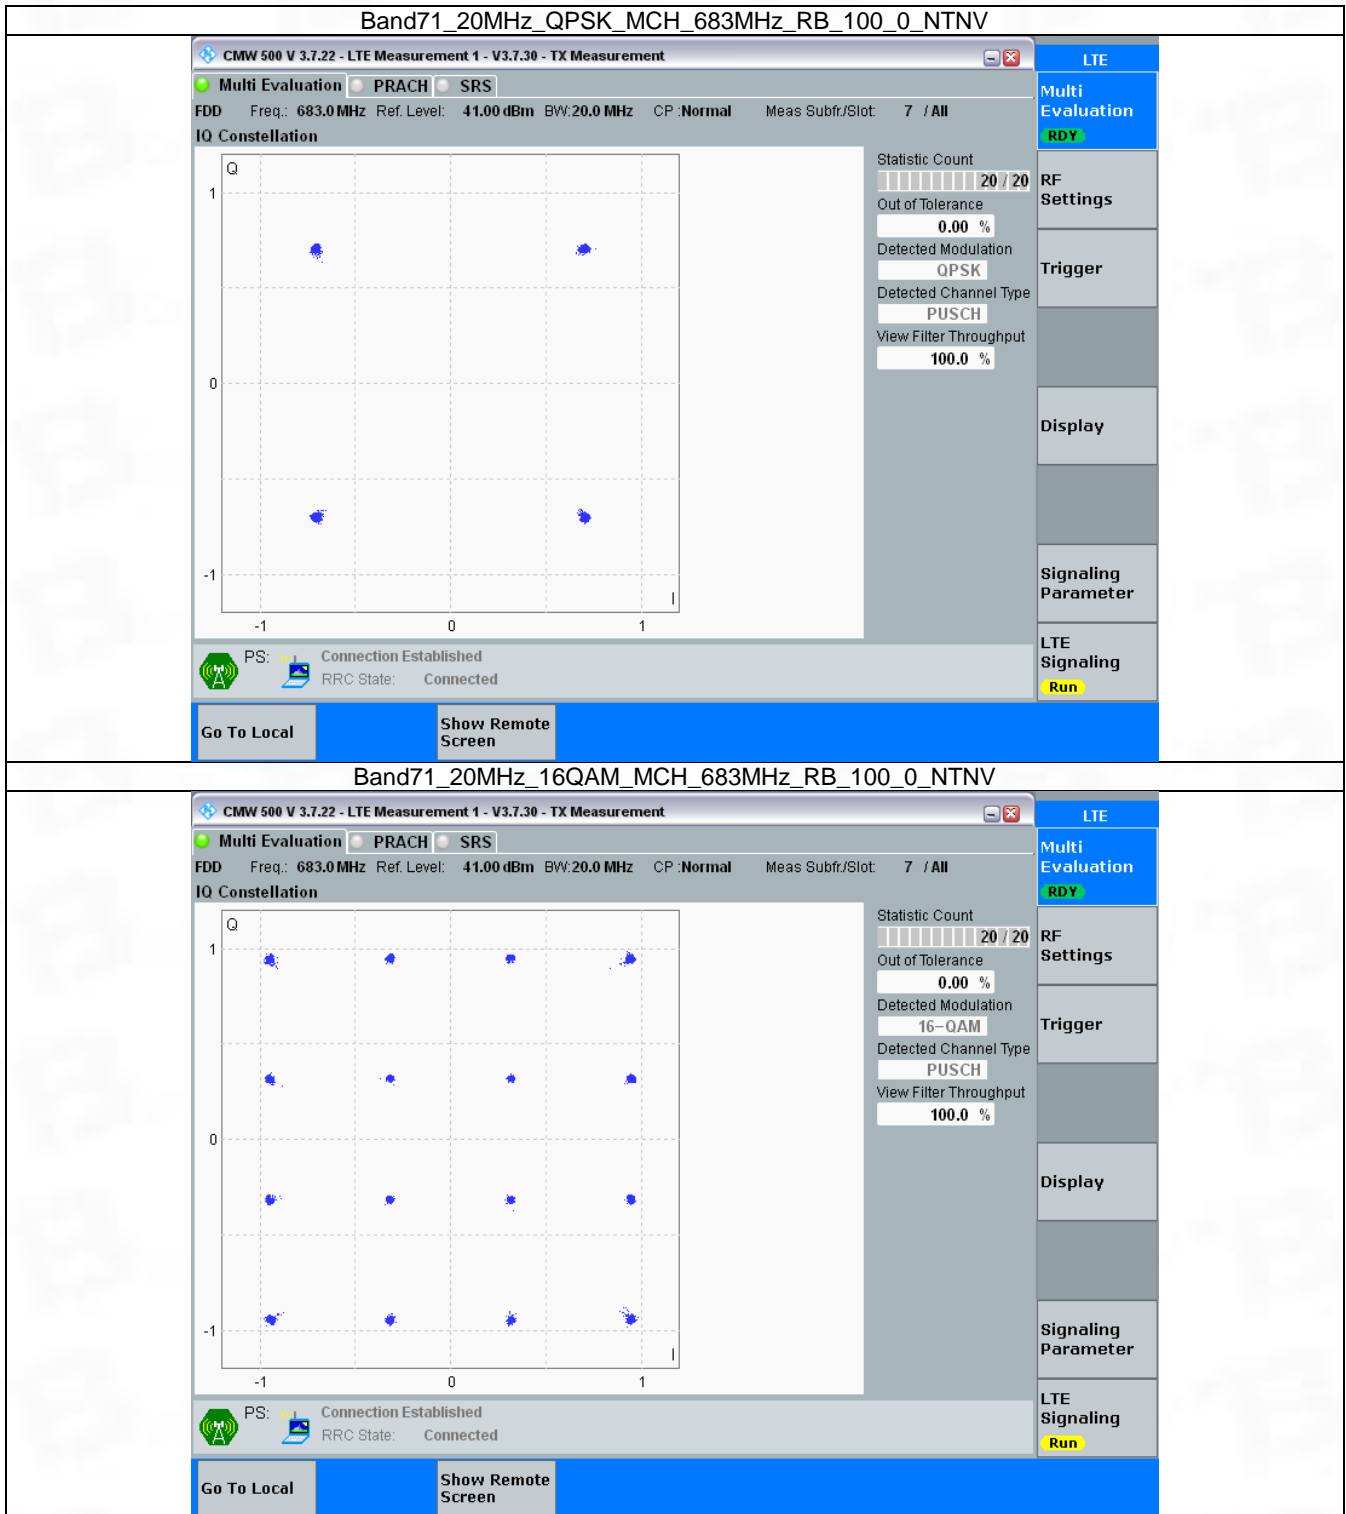 Band71_20MHz_QPSK_MCH_683MHz_RB_100_0_NTNV
CMW 500 V 3.7.22 - LTE Measurement 1 - V3.7.30 - TX Measurement
LTE
Multi Evaluation PRACH SRS
Multi
Evaluation
RDY
FDD Freq.: 683.0 MHz Ref. Level: 41.00 dBm BW: 20.0 MHz CP : Normal Meas Subfr./Slot: 7 / All
IQ Constellation
Q
1
0
-1
I
-1 0 1
Statistic Count
20 / 20
Out of Tolerance
0.00 %
Detected Modulation
QPSK
Detected Channel Type
PUSCH
View Filter Throughput
100.0 %
RF
Settings
Trigger
Display
Signaling
Parameter
LTE
Signaling
Run
PS: Connection Established
RRC State: Connected
Go To Local
Show Remote
Screen
Band71_20MHz_16QAM_MCH_683MHz_RB_100_0_NTNV
CMW 500 V 3.7.22 - LTE Measurement 1 - V3.7.30 - TX Measurement
LTE
Multi Evaluation PRACH SRS
Multi
Evaluation
RDY
FDD Freq.: 683.0 MHz Ref. Level: 41.00 dBm BW: 20.0 MHz CP : Normal Meas Subfr./Slot: 7 / All
IQ Constellation
Q
1
0
-1
I
-1 0 1
Statistic Count
20 / 20
Out of Tolerance
0.00 %
Detected Modulation
16-QAM
Detected Channel Type
PUSCH
View Filter Throughput
100.0 %
RF
Settings
Trigger
Display
Signaling
Parameter
LTE
Signaling
Run
PS: Connection Established
RRC State: Connected
Go To Local
Show Remote
Screen